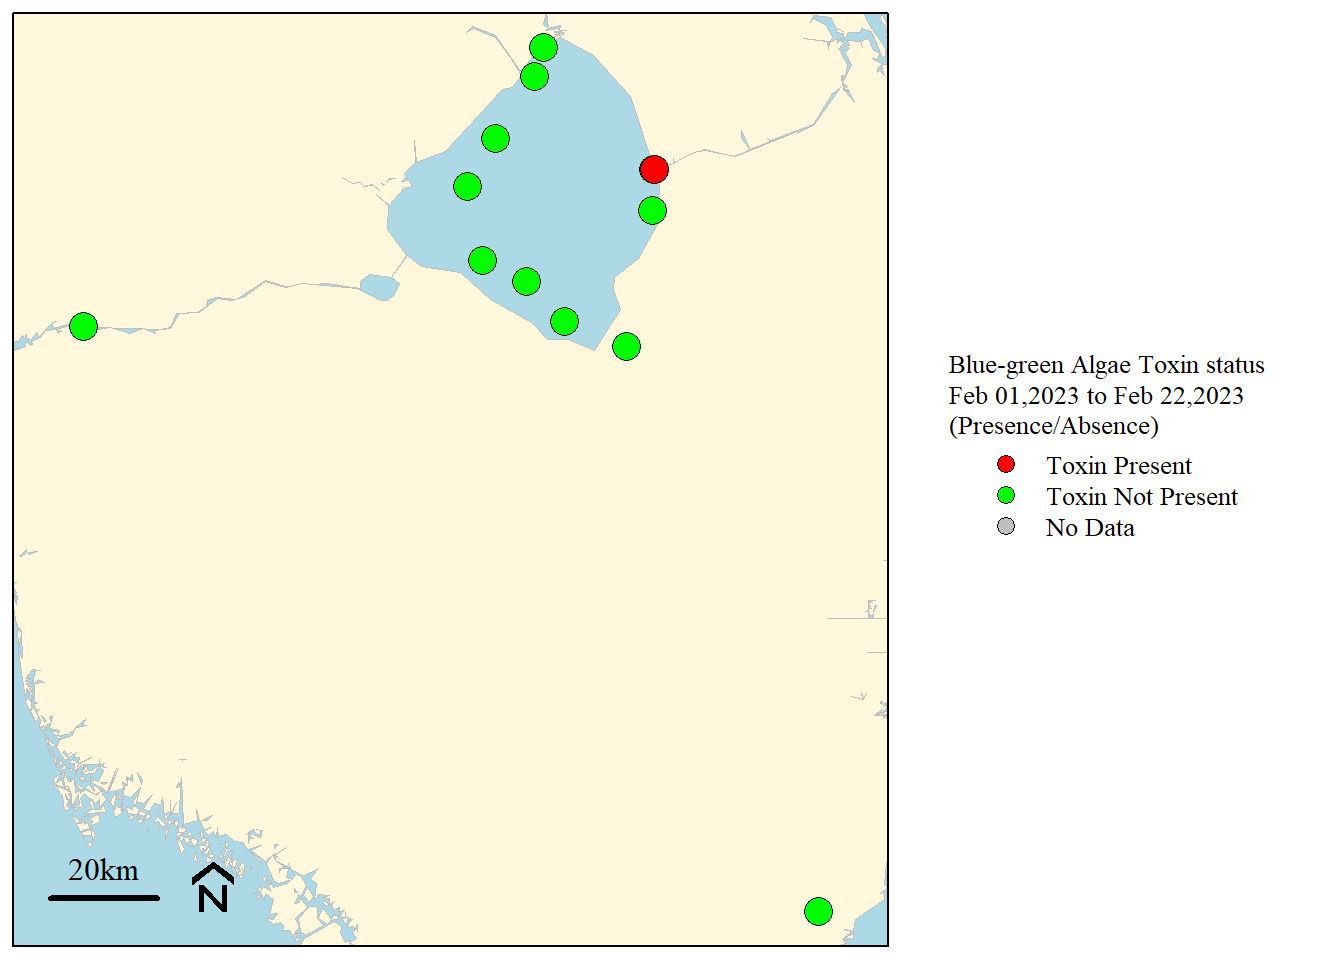 Blue-green Algae Toxin status
Feb 01,2023 to Feb 22,2023
(Presence/Absence)
Toxin Present
Toxin Not Present
No Data
20km
N